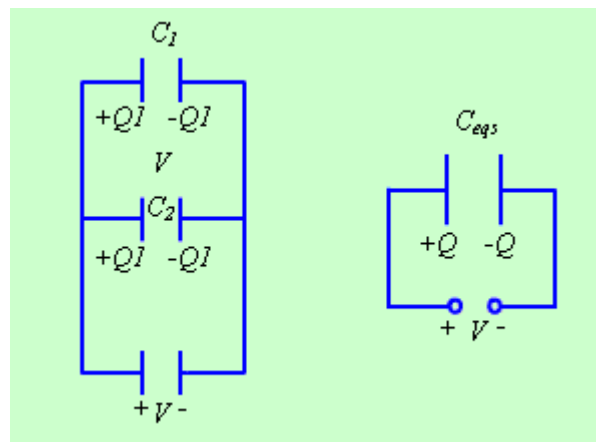 C1
+Q1 -Q1
V
C2
+Q1 -Q1
+ V -
Ceqs
+Q -Q
+ V -